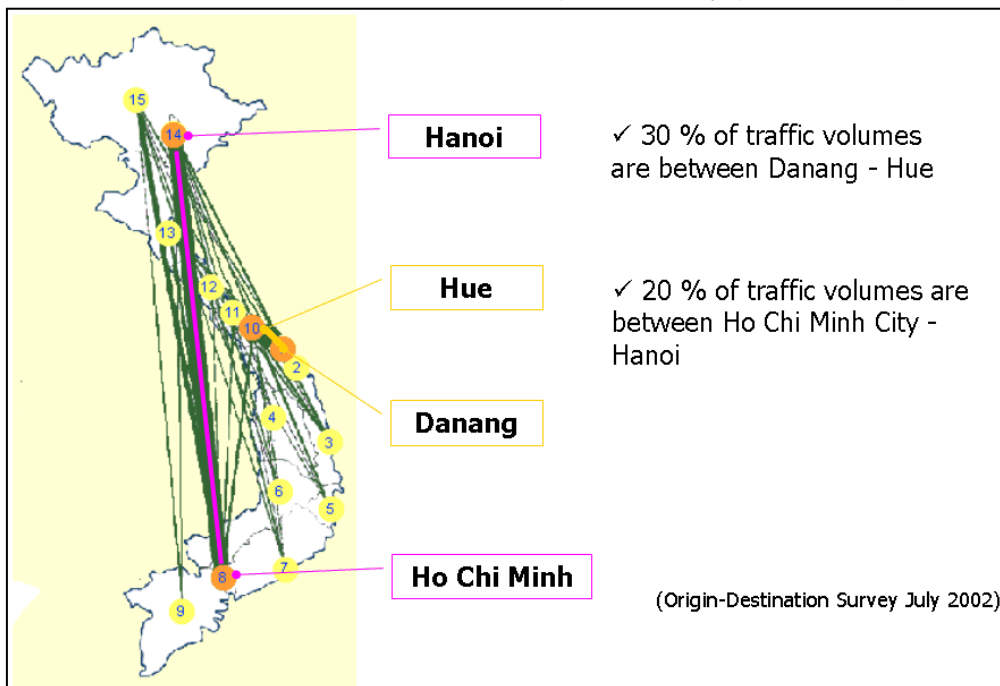 15
14
Hanoi
✓ 30 % of traffic volumes
are between Danang - Hue
13
12
Hue
✓ 20 % of traffic volumes are
between Ho Chi Minh City -
Hanoi
11
10
2
4
Danang
3
6
5
7
Ho Chi Minh
8
9
(Origin-Destination Survey July 2002)